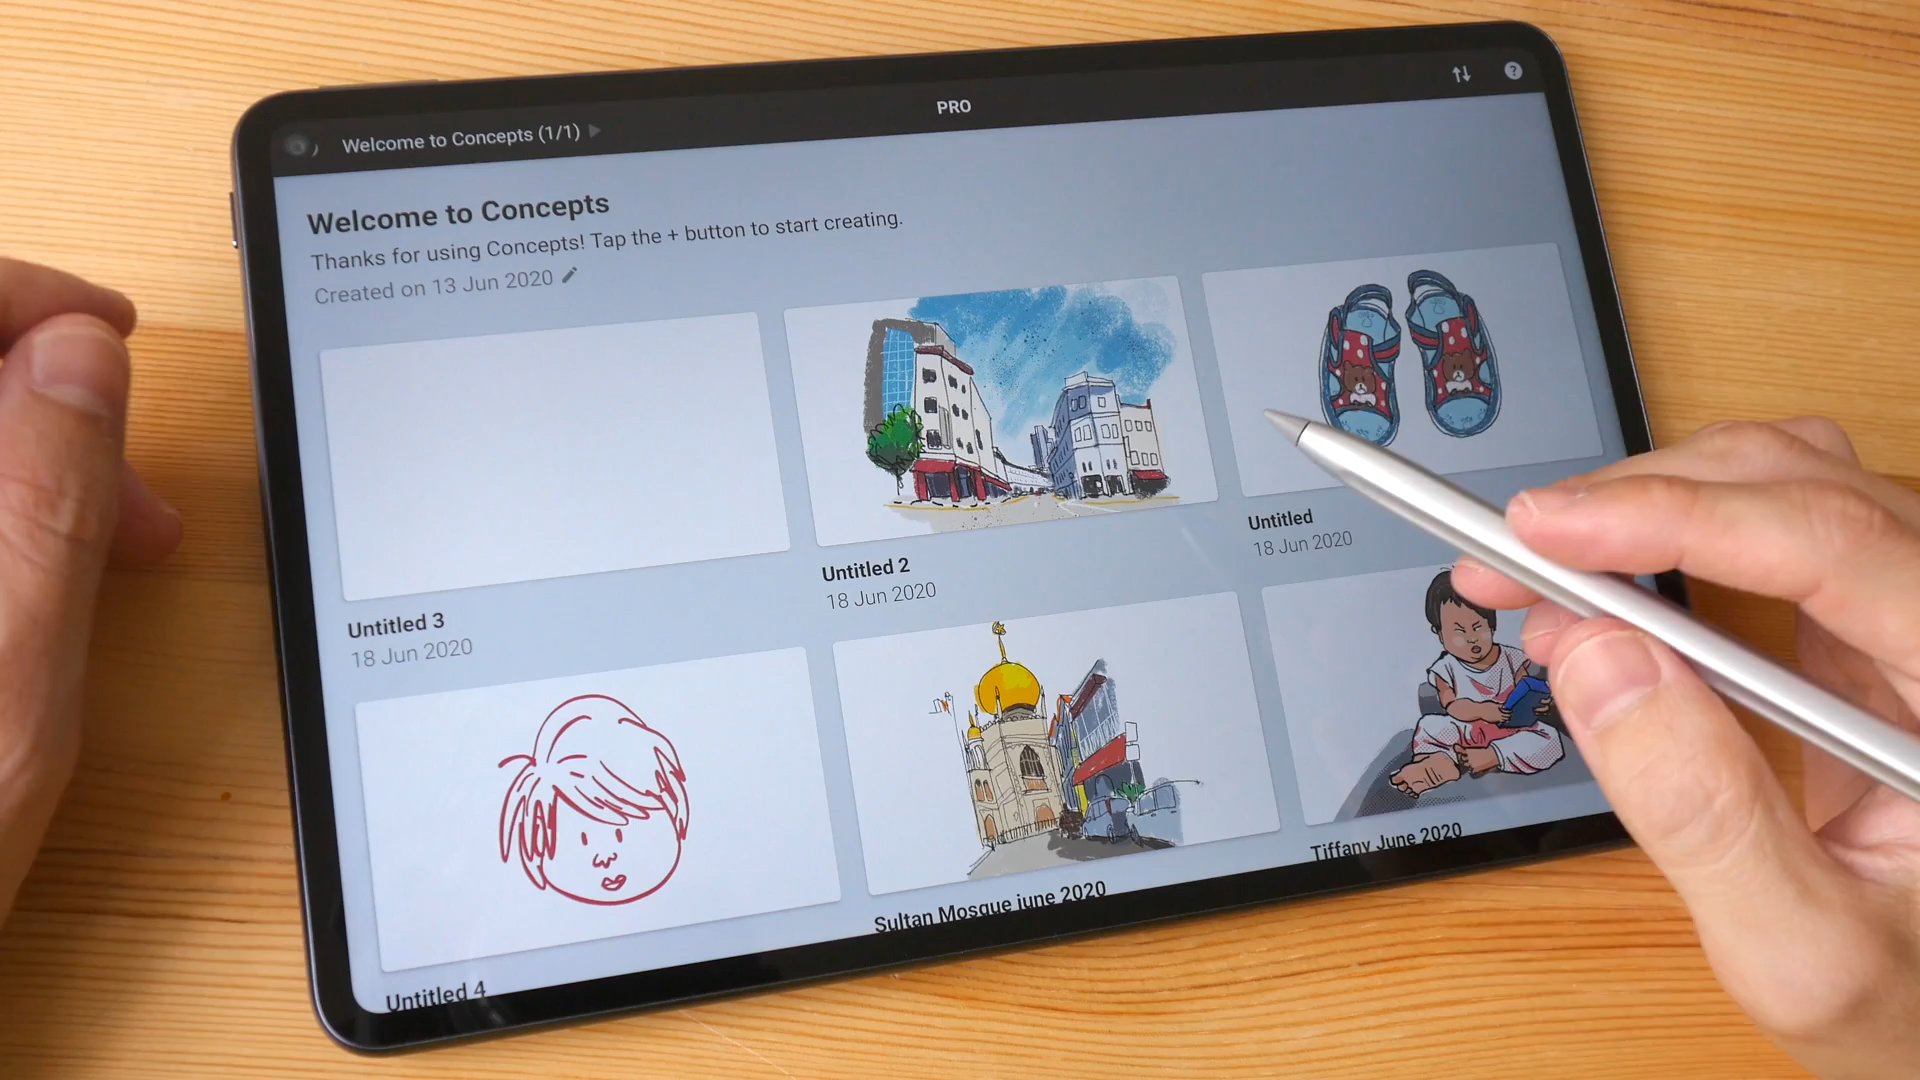 Welcome to Concepts (1/1)
PRO
?
Welcome to Concepts
Thanks for using Concepts! Tap the + button to start creating.
Created on 13 Jun 2020
Untitled 3
18 Jun 2020
Untitled 2
18 Jun 2020
Untitled
18 Jun 2020
Untitled 4
Sultan Mosque june 2020
Tiffany June 2020